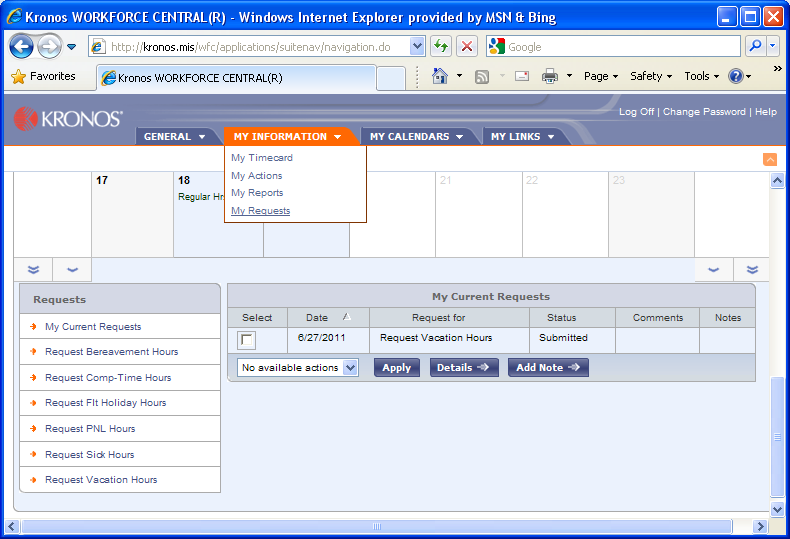 Kronos WORKFORCE CENTRAL(R) - Windows Internet Explorer provided by MSN & Bing
http://kronos.mis/wfc/applications/suitenav/navigation.do
Google
Favorites
Kronos WORKFORCE CENTRAL(R)
Page Safety Tools
Log Off | Change Password | Help
KRONOS®
GENERAL MY INFORMATION MY CALENDARS MY LINKS
My Timecard
My Actions
My Reports
My Requests
17 18 21 22 23
Regular Hr
Requests
My Current Requests
Request Bereavement Hours
Request Comp-Time Hours
Request Flt Holiday Hours
Request PNL Hours
Request Sick Hours
Request Vacation Hours
My Current Requests
Select Date Request for Status Comments Notes
6/27/2011 Request Vacation Hours Submitted
No available actions Apply Details Add Note